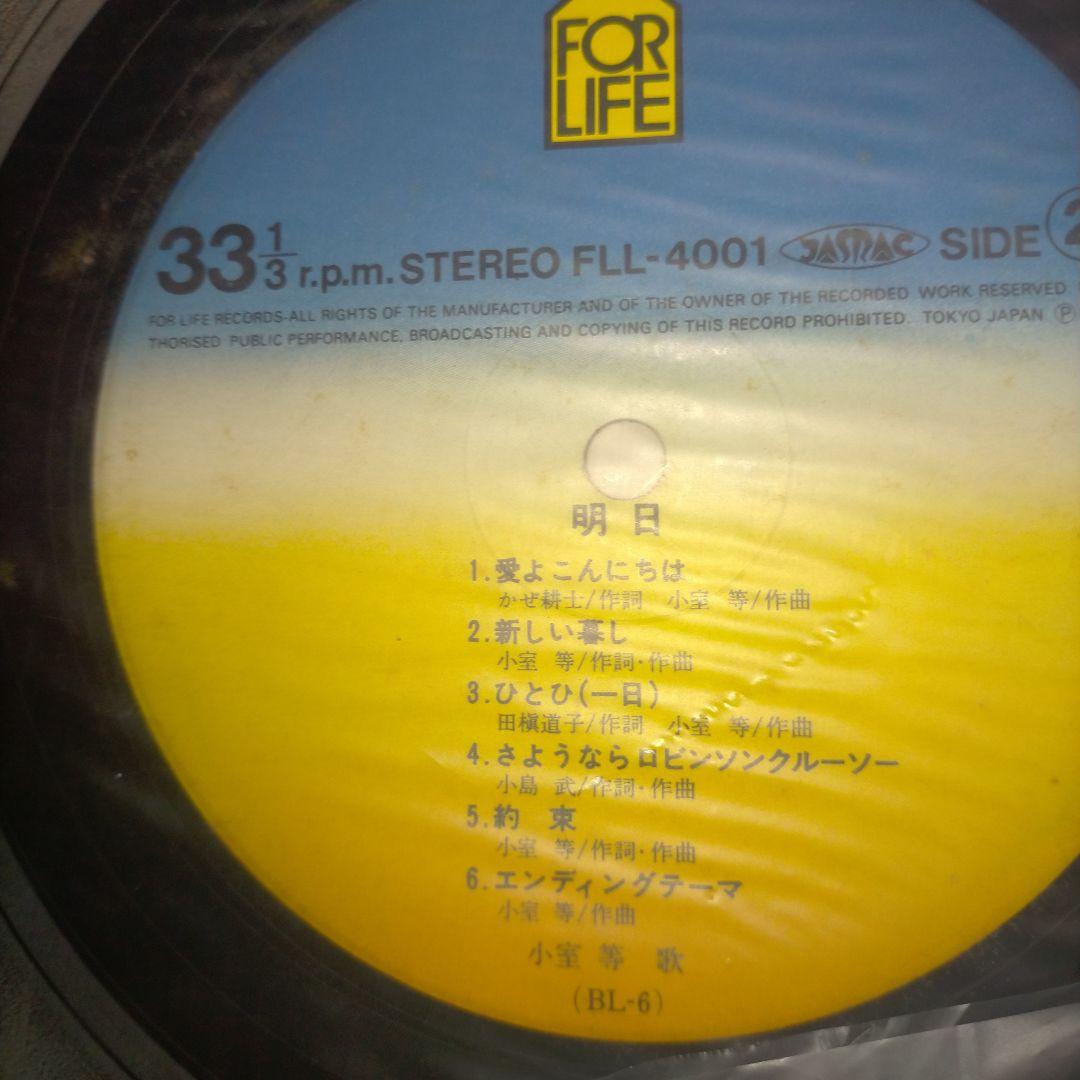 FOR
LIFE
33 1/3 r.p.m. STEREO FLL-4001 JASRAC SIDE 2
FOR LIFE RECORDS-ALL RIGHTS OF THE MANUFACTURER AND OF THE OWNER OF THE RECORDED WORK RESERVED
THORISED PUBLIC PERFORMANCE, BROADCASTING AND COPYING OF THIS RECORD PROHIBITED. TOKYO JAPAN Ⓟ
明日
1.愛よこんにちは
かぜ耕士/作詞 小室 等/作曲
2.新しい暮し
小室 等/作詞・作曲
3.ひとひ(一日)
田槇道子/作詞 小室 等/作曲
4.さようならロビンソンクルーソー
小島 武/作詞・作曲
5.約 束
小室 等/作詞・作曲
6.エンディングテーマ
小室 等/作曲
小室 等 歌
(BL-6)